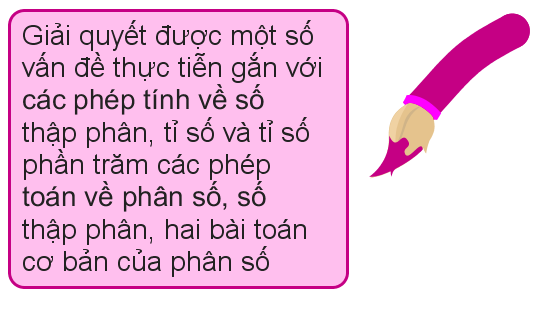 Giải quyết được một số
vấn đề thực tiễn gắn với
các phép tính về số
thập phân, tỉ số và tỉ số
phần trăm các phép
toán về phân số, số
thập phân, hai bài toán
cơ bản của phân số